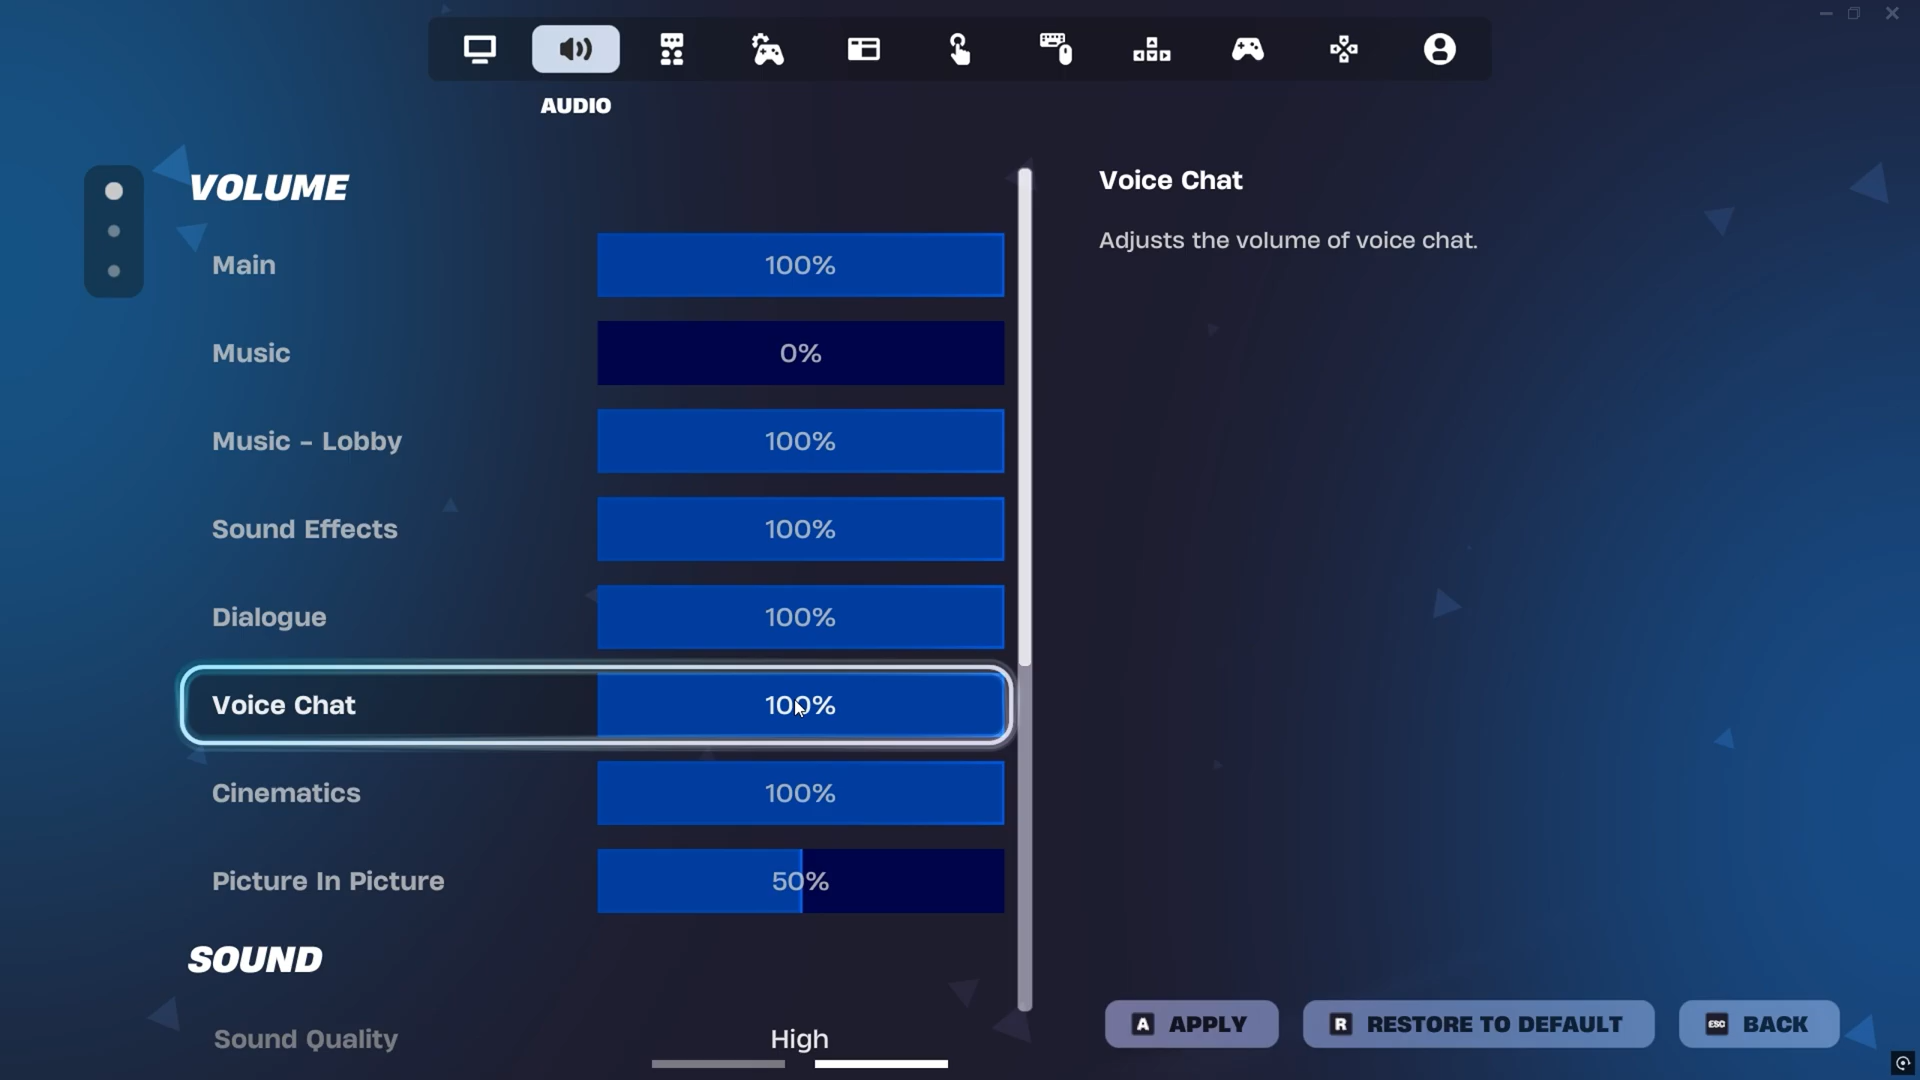 AUDIO
VOLUME
Main 100%
Music 0%
Music - Lobby 100%
Sound Effects 100%
Dialogue 100%
Voice Chat 100%
Cinematics 100%
Picture In Picture 50%
SOUND
Sound Quality High
Voice Chat
Adjusts the volume of voice chat.
A APPLY
R RESTORE TO DEFAULT
ESC BACK